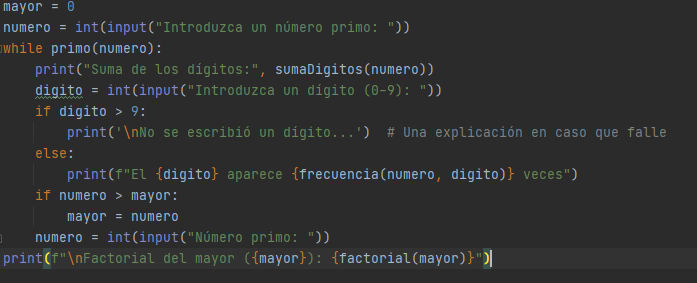 mayor = 0
numero = int(input("Introduzca un número primo: "))
while primo(numero):
    print("Suma de los dígitos:", sumaDigitos(numero))
    digito = int(input("Introduzca un dígito (0-9): "))
    if digito > 9:
        print('\nNo se escribió un dígito...')  # Una explicación en caso que falle
    else:
        print(f"El {digito} aparece {frecuencia(numero, digito)} veces")
    if numero > mayor:
        mayor = numero
    numero = int(input("Número primo: "))
print(f"\nFactorial del mayor ({mayor}): {factorial(mayor)}")